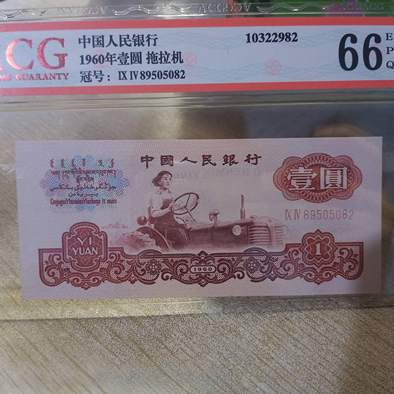 ACG
GUARANTY
中国人民银行
1960年壹圆 拖拉机
冠号：IX IV 89505082
10322982
66 E
P
Q
中國人民銀行
壹圓
IX IV 89505082
YI
YUAN
1960
1